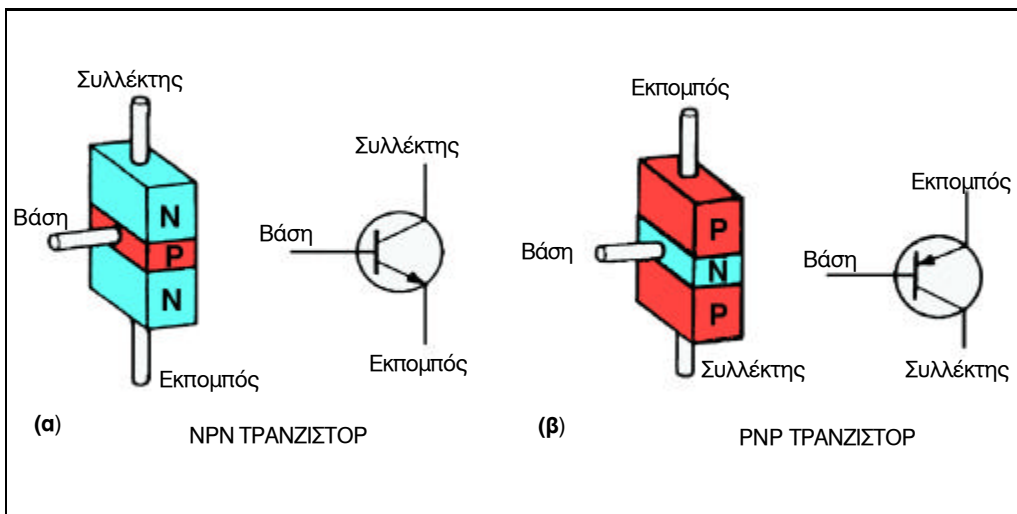 Συλλέκτης
Βάση
N
P
N
Εκπομπός
Συλλέκτης
Βάση
Εκπομπός
(α)
NPN ΤΡΑΝΖΙΣΤΟΡ
Εκπομπός
Βάση
P
N
P
Συλλέκτης
Εκπομπός
Βάση
Συλλέκτης
(β)
PNP ΤΡΑΝΖΙΣΤΟΡ